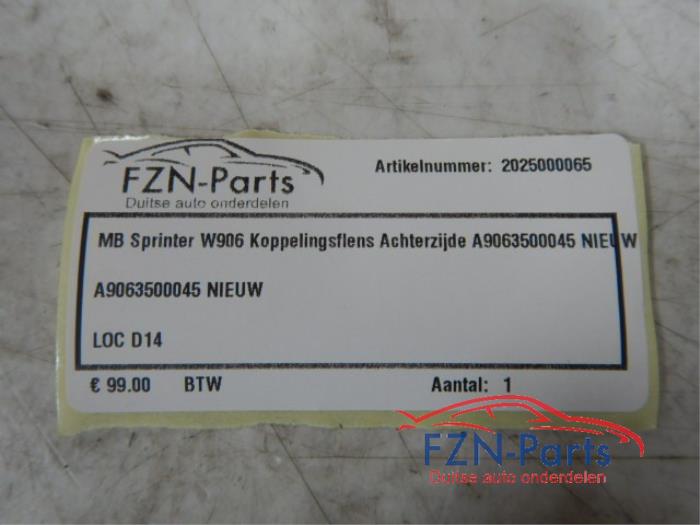 FZN-Parts
Duitse auto onderdelen
Artikelnummer: 2025000065
MB Sprinter W906 Koppelingsflens Achterzijde A9063500045 NIEUW
A9063500045 NIEUW
LOC D14
€ 99.00 BTW Aantal: 1
FZN-Parts
Duitse auto onderdelen